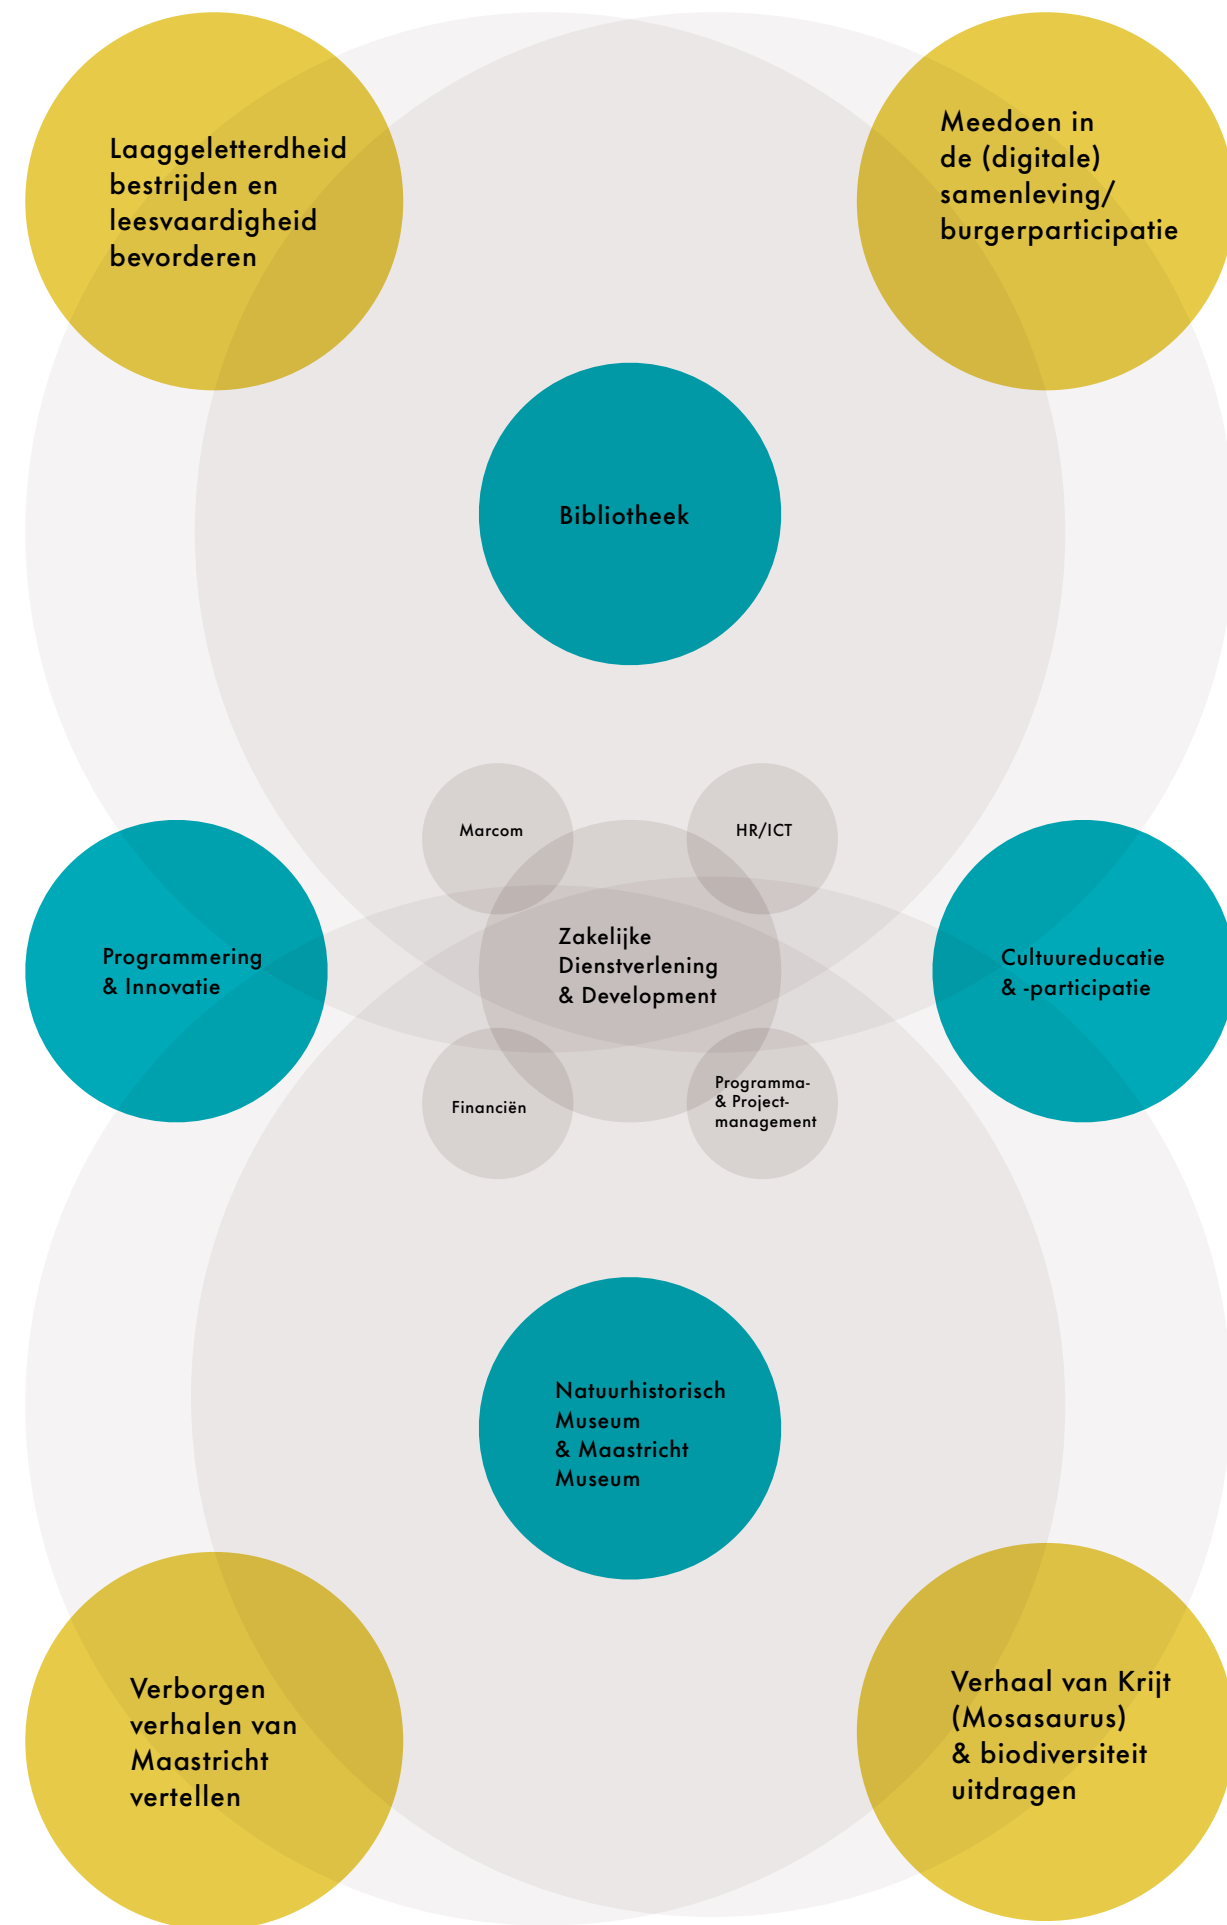 Laaggeletterdheid
bestrijden en
leesvaardigheid
bevorderen
Meedoen in
de (digitale)
samenleving/
burgerparticipatie
Bibliotheek
Marcom
HR/ICT
Programmering
& Innovatie
Zakelijke
Dienstverlening
& Development
Cultuureducatie
& -participatie
Financiën
Programma-
& Project-
management
Natuurhistorisch
Museum
& Maastricht
Museum
Verborgen
verhalen van
Maastricht
vertellen
Verhaal van Krijt
(Mosasaurus)
& biodiversiteit
uitdragen